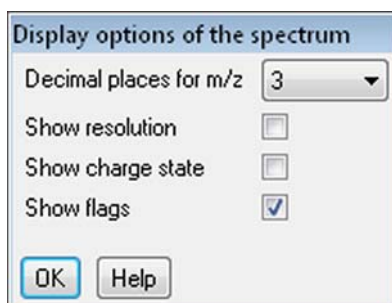 Display options of the spectrum
Decimal places for m/z 3
Show resolution
Show charge state
Show flags
OK Help